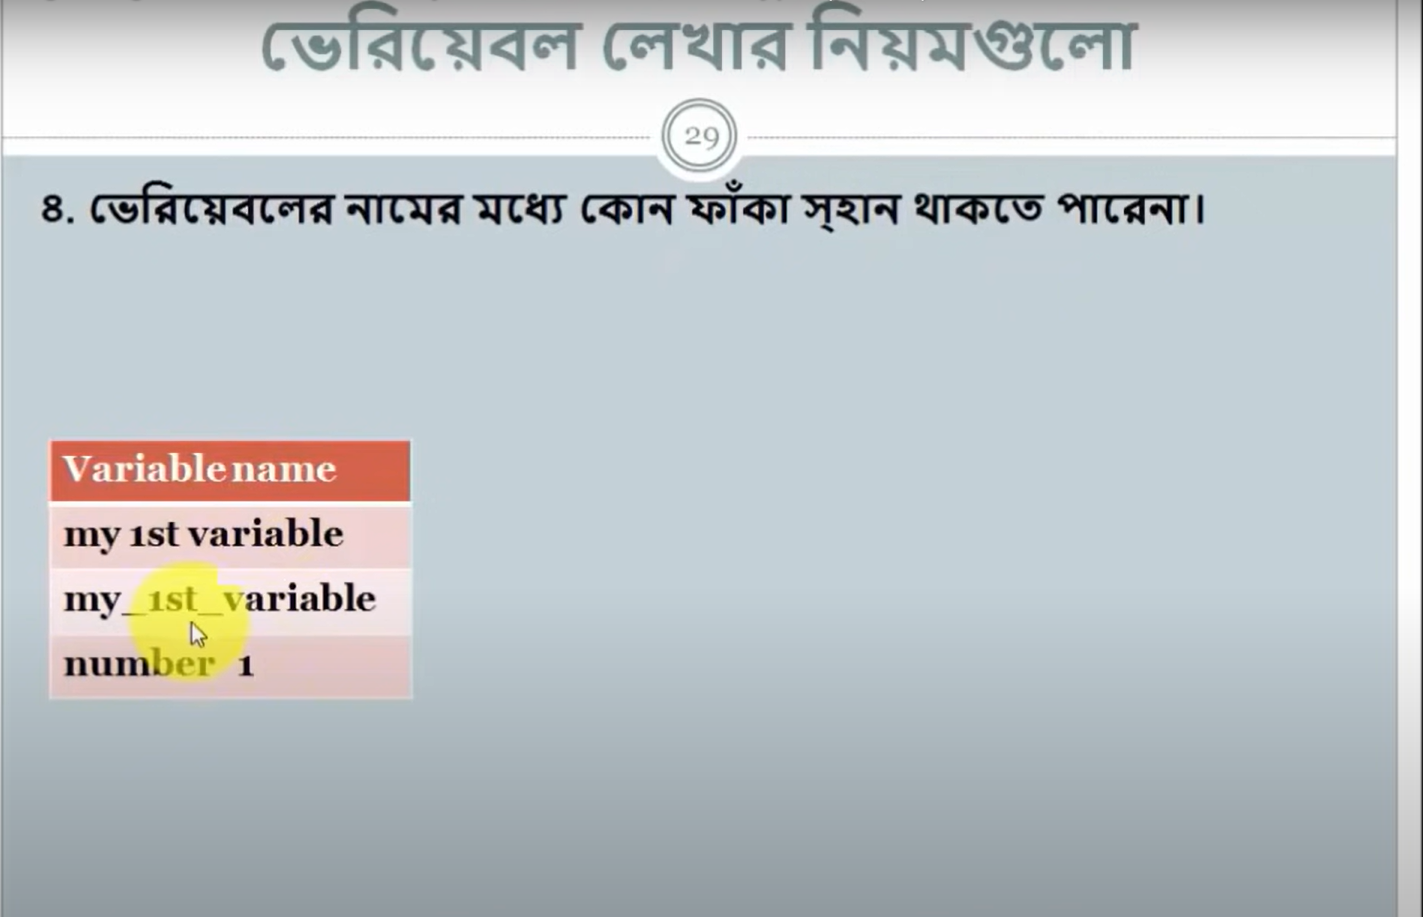 ভেরিয়েবল লেখার নিয়মগুলো
29
৪. ভেরিয়েবলের নামের মধ্যে কোন ফাঁকা স্হান থাকতে পারেনা।
Variable name
my 1st variable
my_1st_variable
number 1